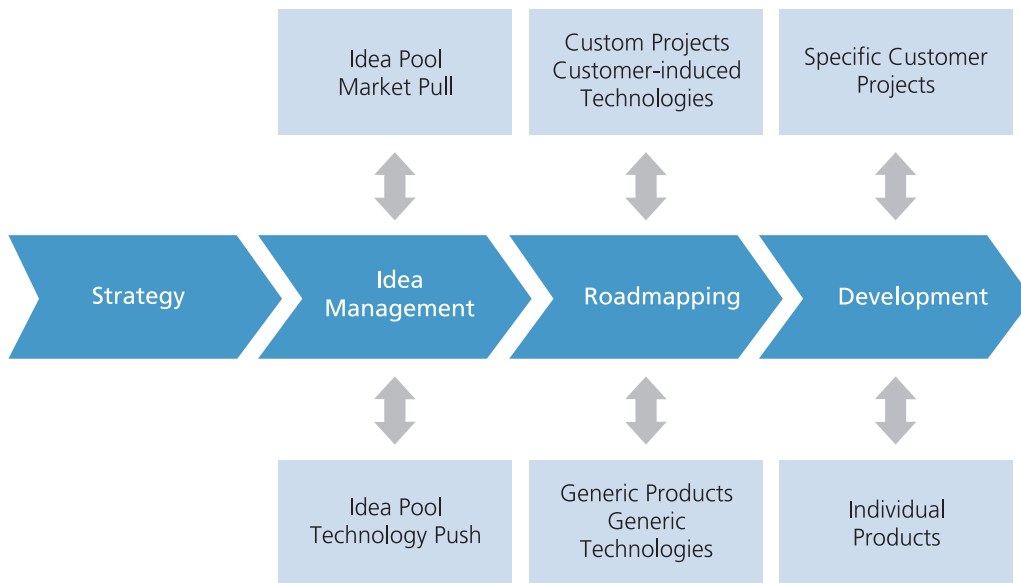 Idea Pool
Market Pull
Custom Projects
Customer-induced
Technologies
Specific Customer
Projects
Strategy
Idea
Management
Roadmapping
Development
Idea Pool
Technology Push
Generic Products
Generic
Technologies
Individual
Products